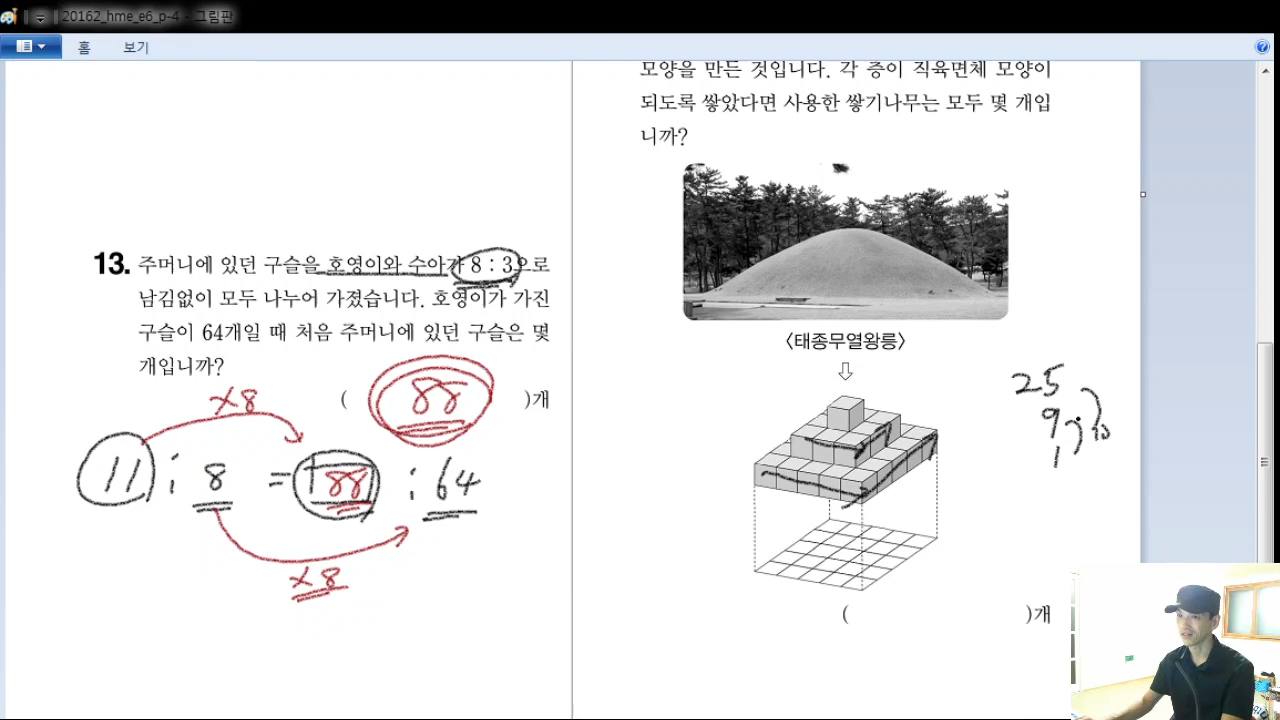 20162_hme_e6_p-4 - 그림판
홈 보기
13. 주머니에 있던 구슬을 호영이와 수아가 8 : 3으로
남김없이 모두 나누어 가졌습니다. 호영이가 가진
구슬이 64개일 때 처음 주머니에 있던 구슬은 몇
개입니까?
( 88 )개
×8
11 : 8 = 88 : 64
×8
모양을 만든 것입니다. 각 층이 직육면체 모양이
되도록 쌓았다면 사용한 쌓기나무는 모두 몇 개입
니까?
〈태종무열왕릉〉
25
9
1
( )개